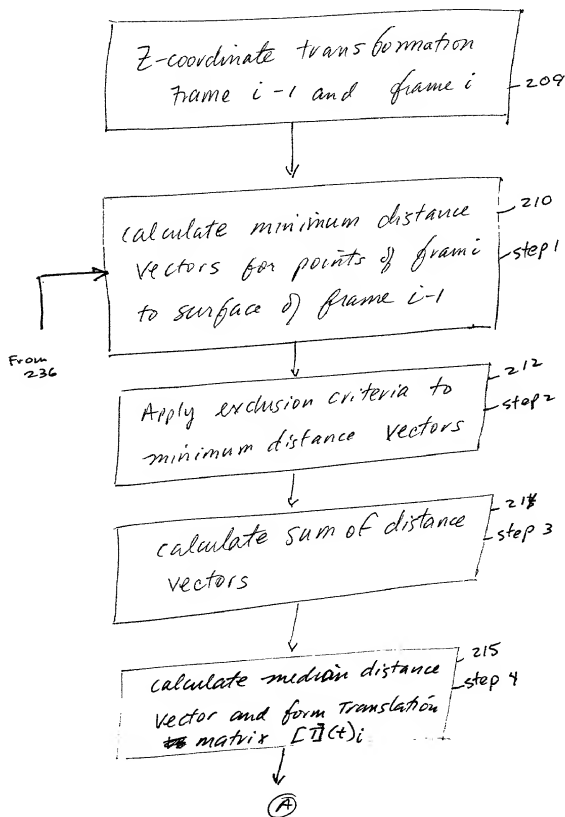 Z-coordinate transformation
Frame i-1 and frame i
209
calculate minimum distance
vectors for points of frame i
to surface of frame i-1
210
step 1
From
236
Apply exclusion criteria to
minimum distance vectors
212
step 2
calculate sum of distance
vectors
step 3
calculate median distance
vector and form Translation
matrix [T](t)i
215
step 4
A